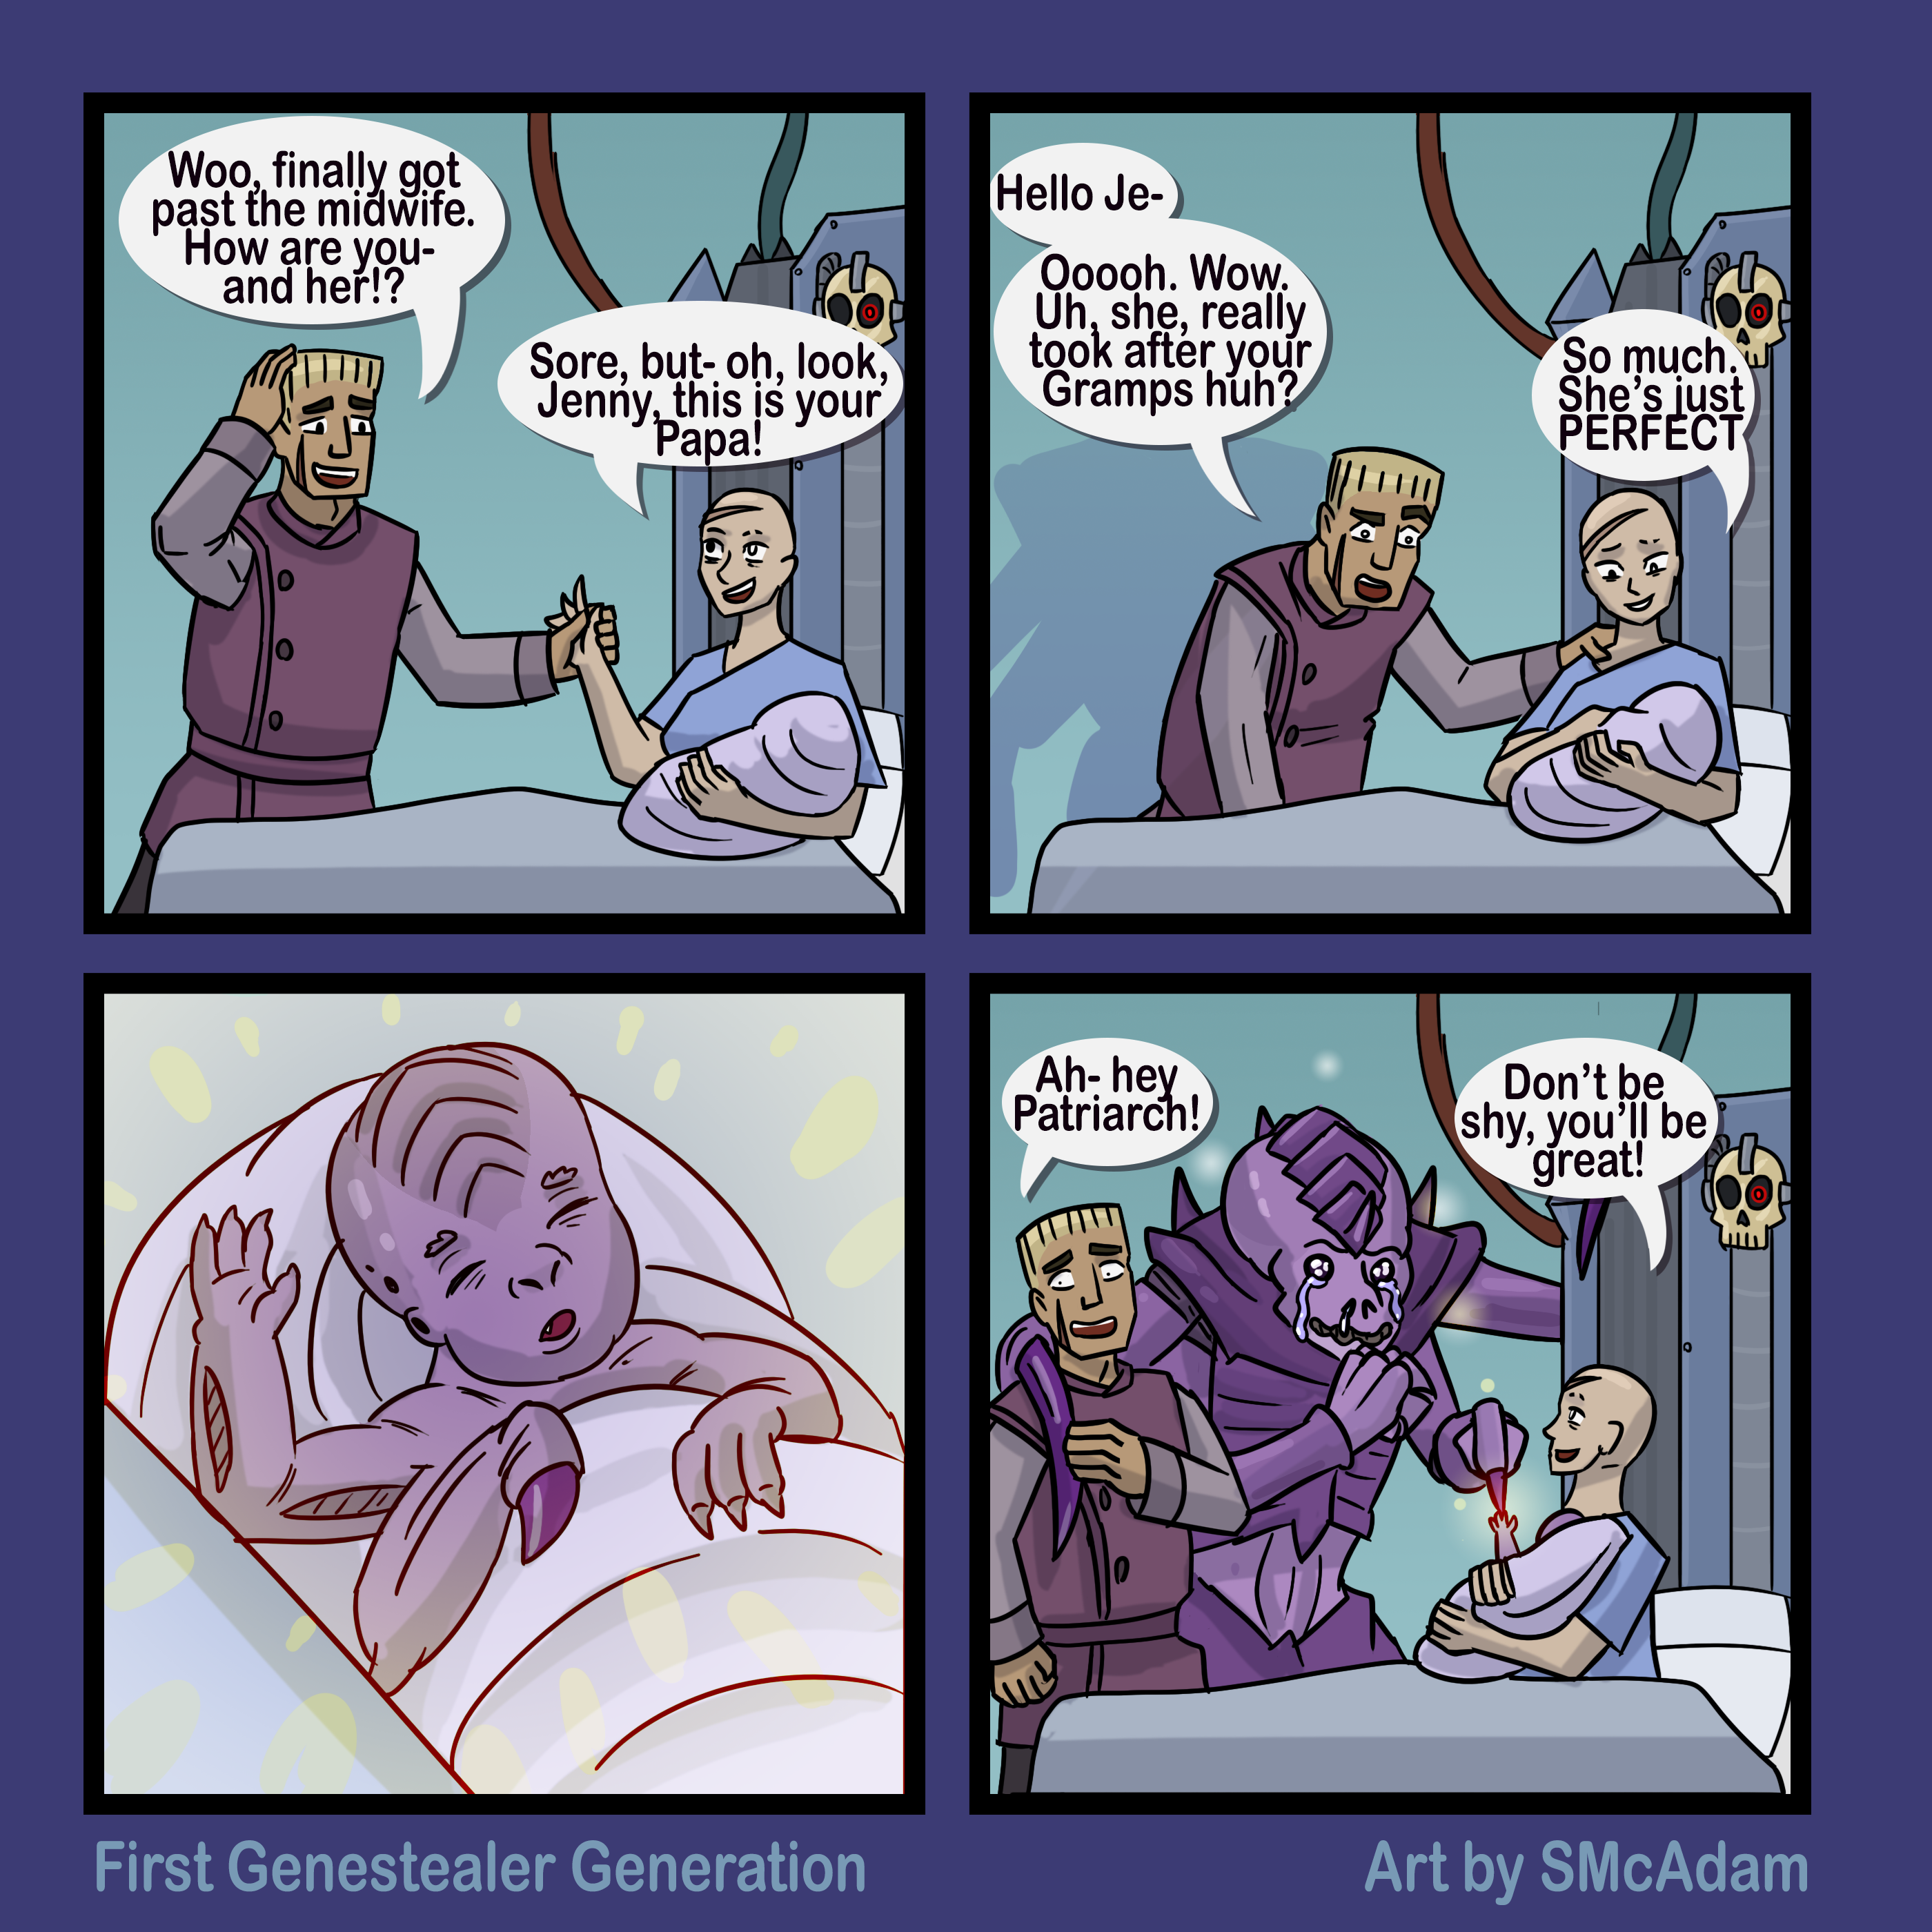 Woo, finally got
past the midwife.
How are you-
and her!?
Sore, but- oh, look,
Jenny, this is your
Papa!
Hello Je-
Ooooh. Wow.
Uh, she, really
took after your
Gramps huh?
So much.
She's just
PERFECT
Ah- hey
Patriarch!
Don't be
shy, you'll be
great!
First Genestealer Generation
Art by SMcAdam